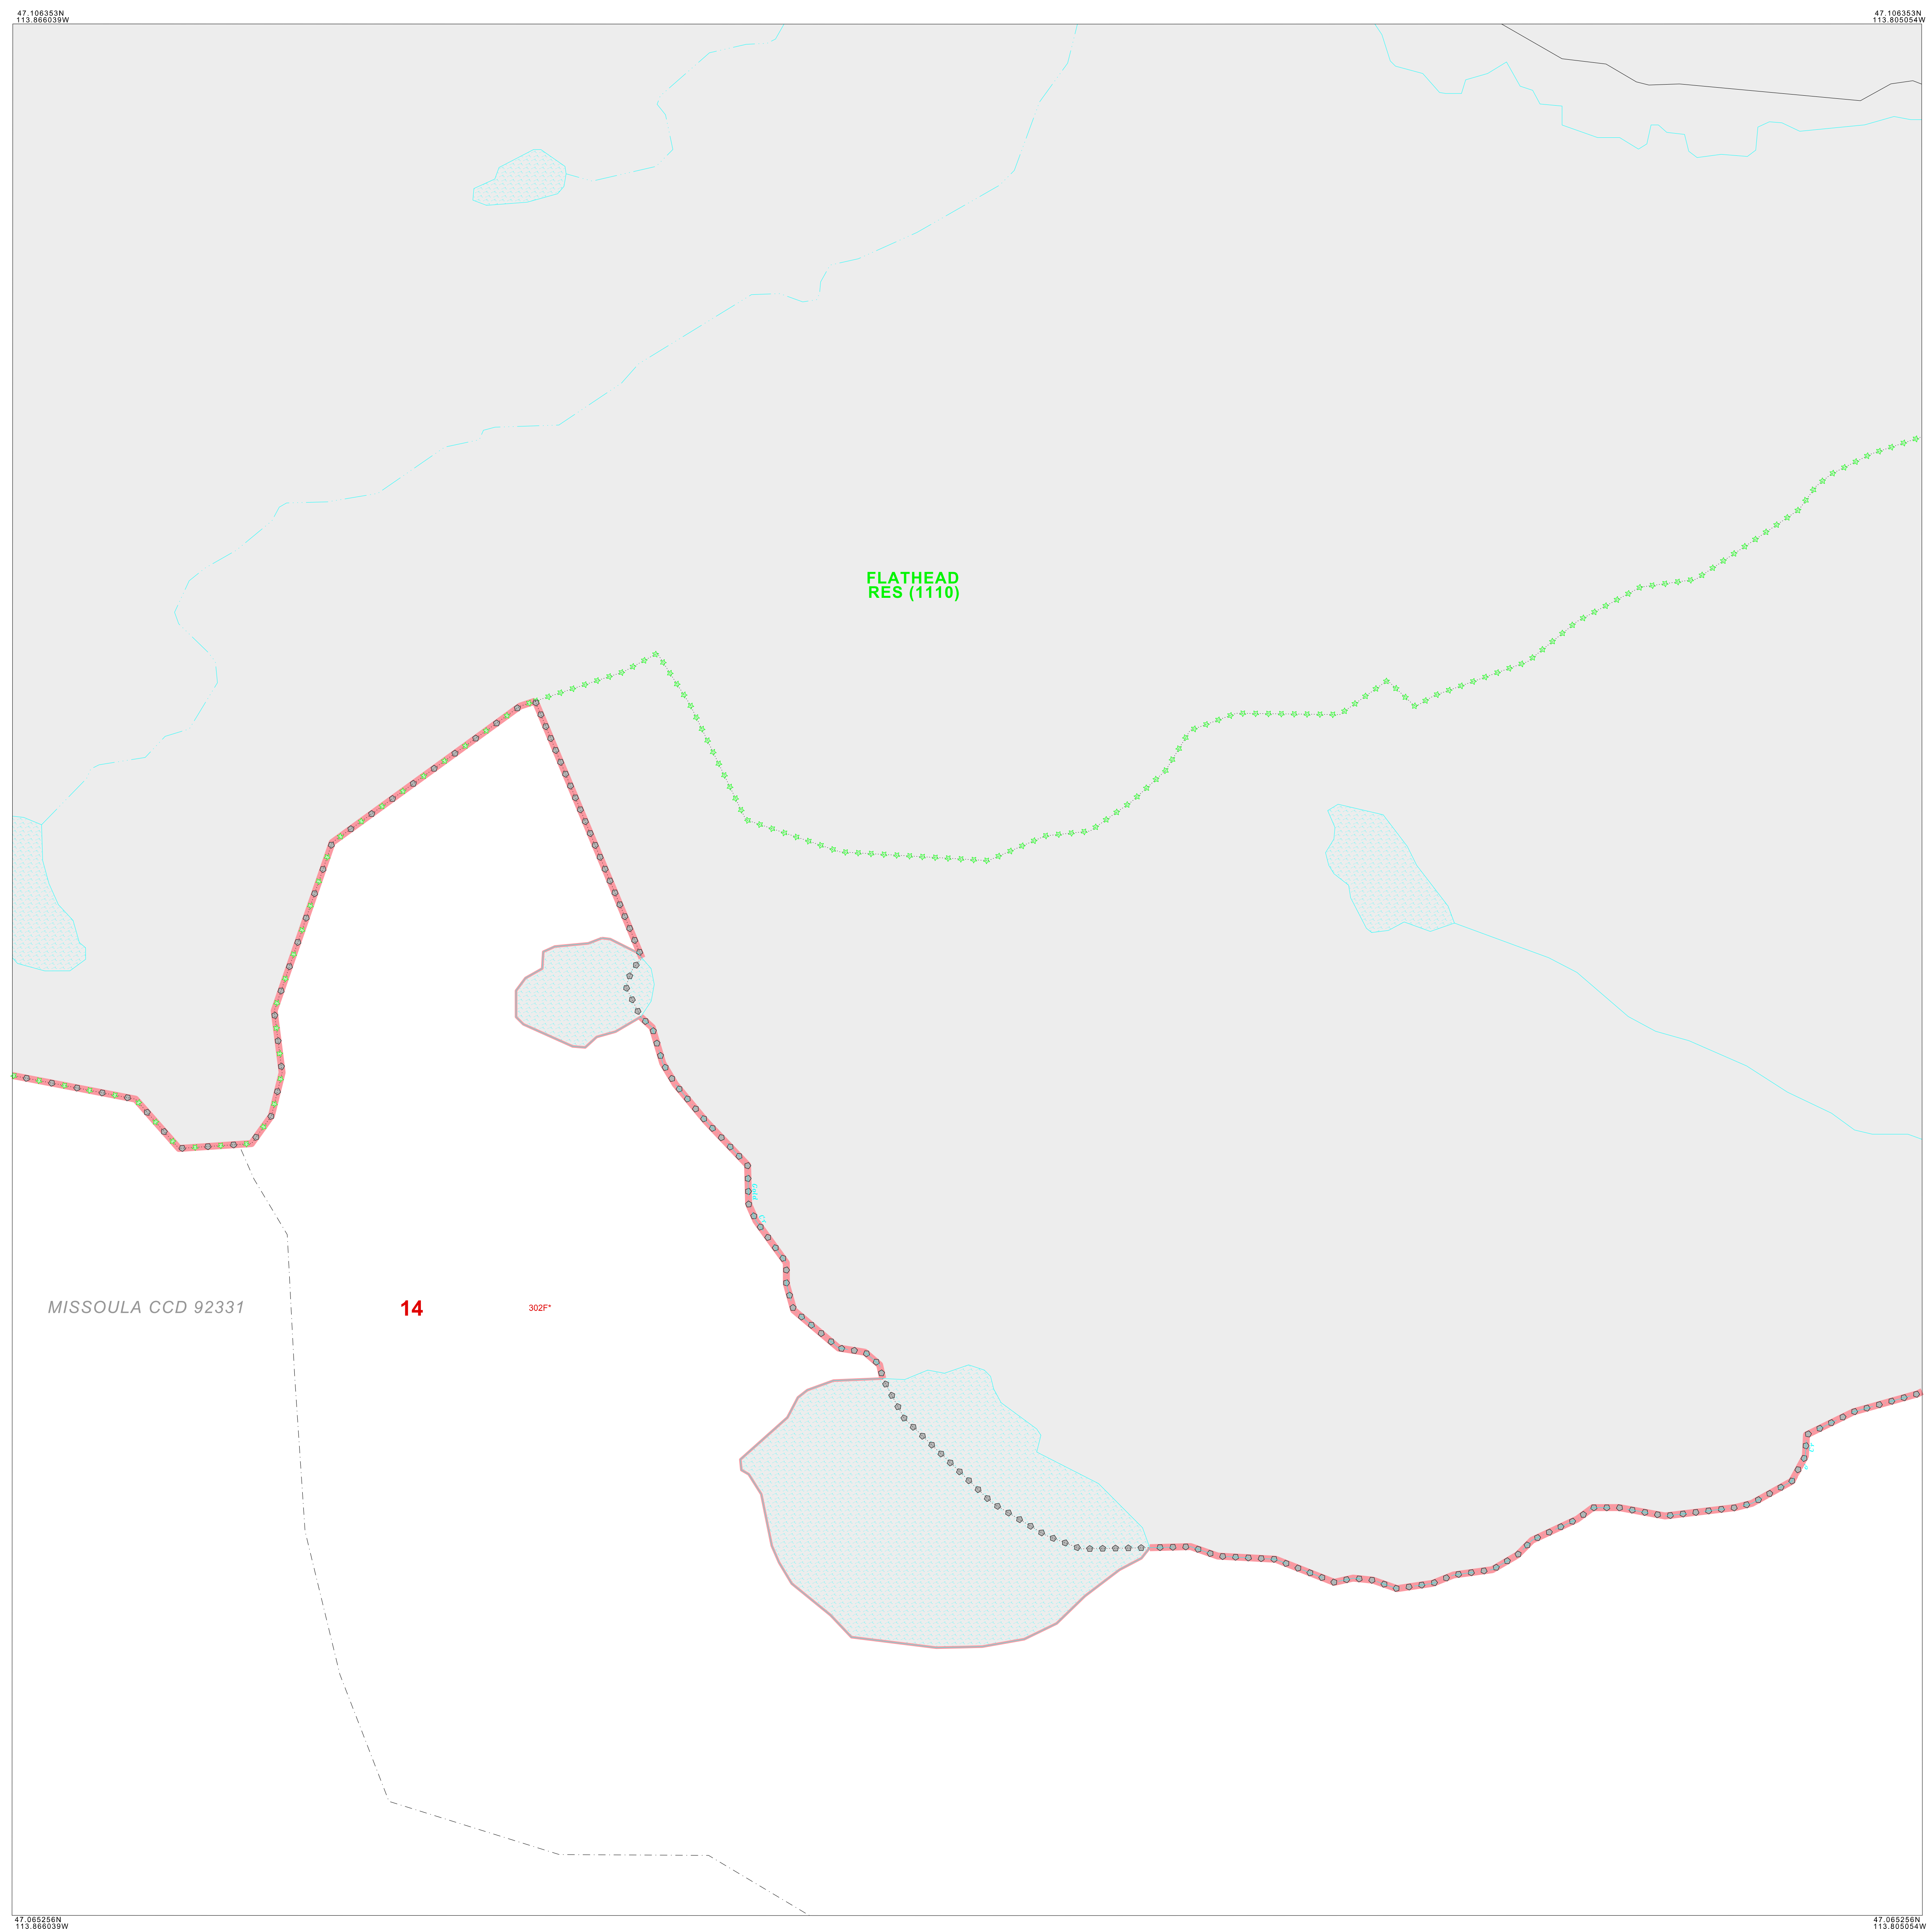 47.106353N
113.866039W
47.106353N
113.805054W
FLATHEAD
RES (1110)
MISSOULA CCD 92331
14
302F*
47.065256N
113.866039W
47.065256N
113.805054W